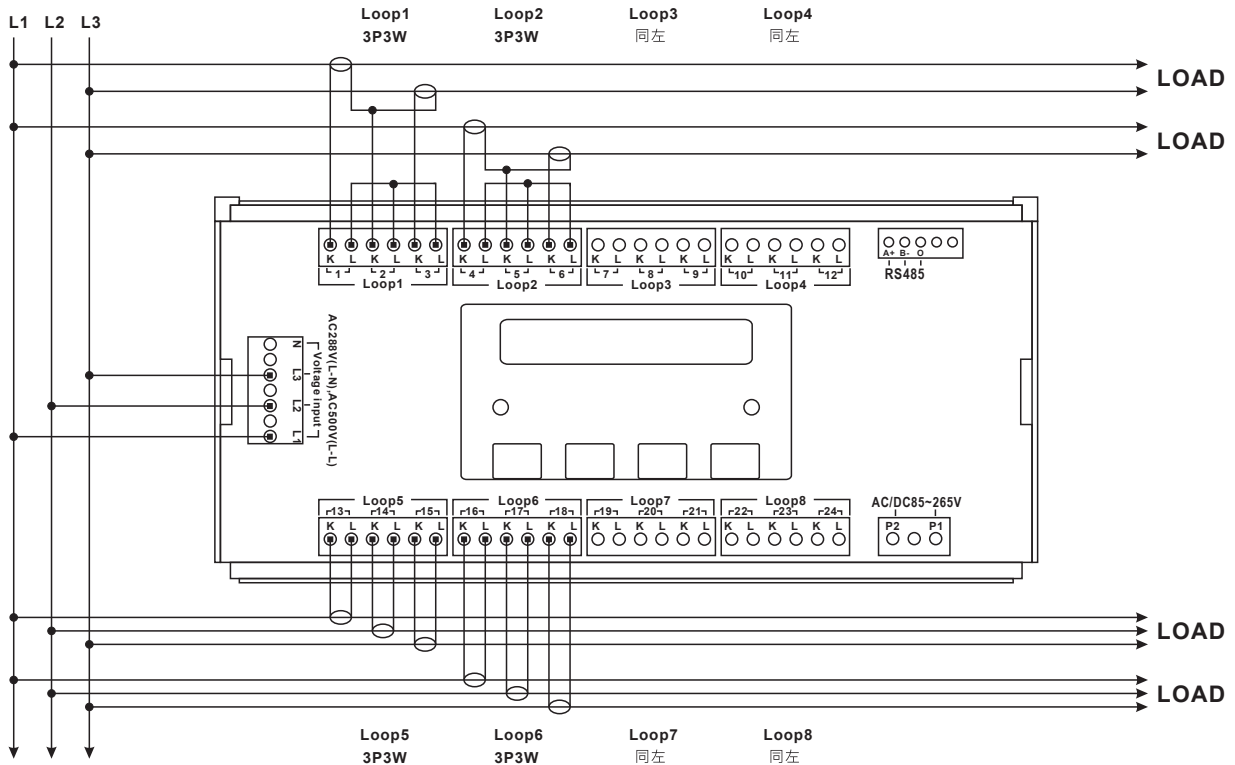 L1 L2 L3
Loop1 Loop2 Loop3 Loop4
3P3W 3P3W 同左 同左
LOAD
LOAD
K L K L K L K L K L K L K L K L K L K L K L K L
1 2 3 4 5 6 7 8 9 10 11 12
Loop1 Loop2 Loop3 Loop4
A+ B- O
RS485
N L3 L2 L1
Voltage input
AC288V(L-N),AC500V(L-L)
Loop5 Loop6 Loop7 Loop8
13 14 15 16 17 18 19 20 21 22 23 24
K L K L K L K L K L K L K L K L K L K L K L K L
AC/DC85~265V
P2 P1
LOAD
LOAD
Loop5 Loop6 Loop7 Loop8
3P3W 3P3W 同左 同左